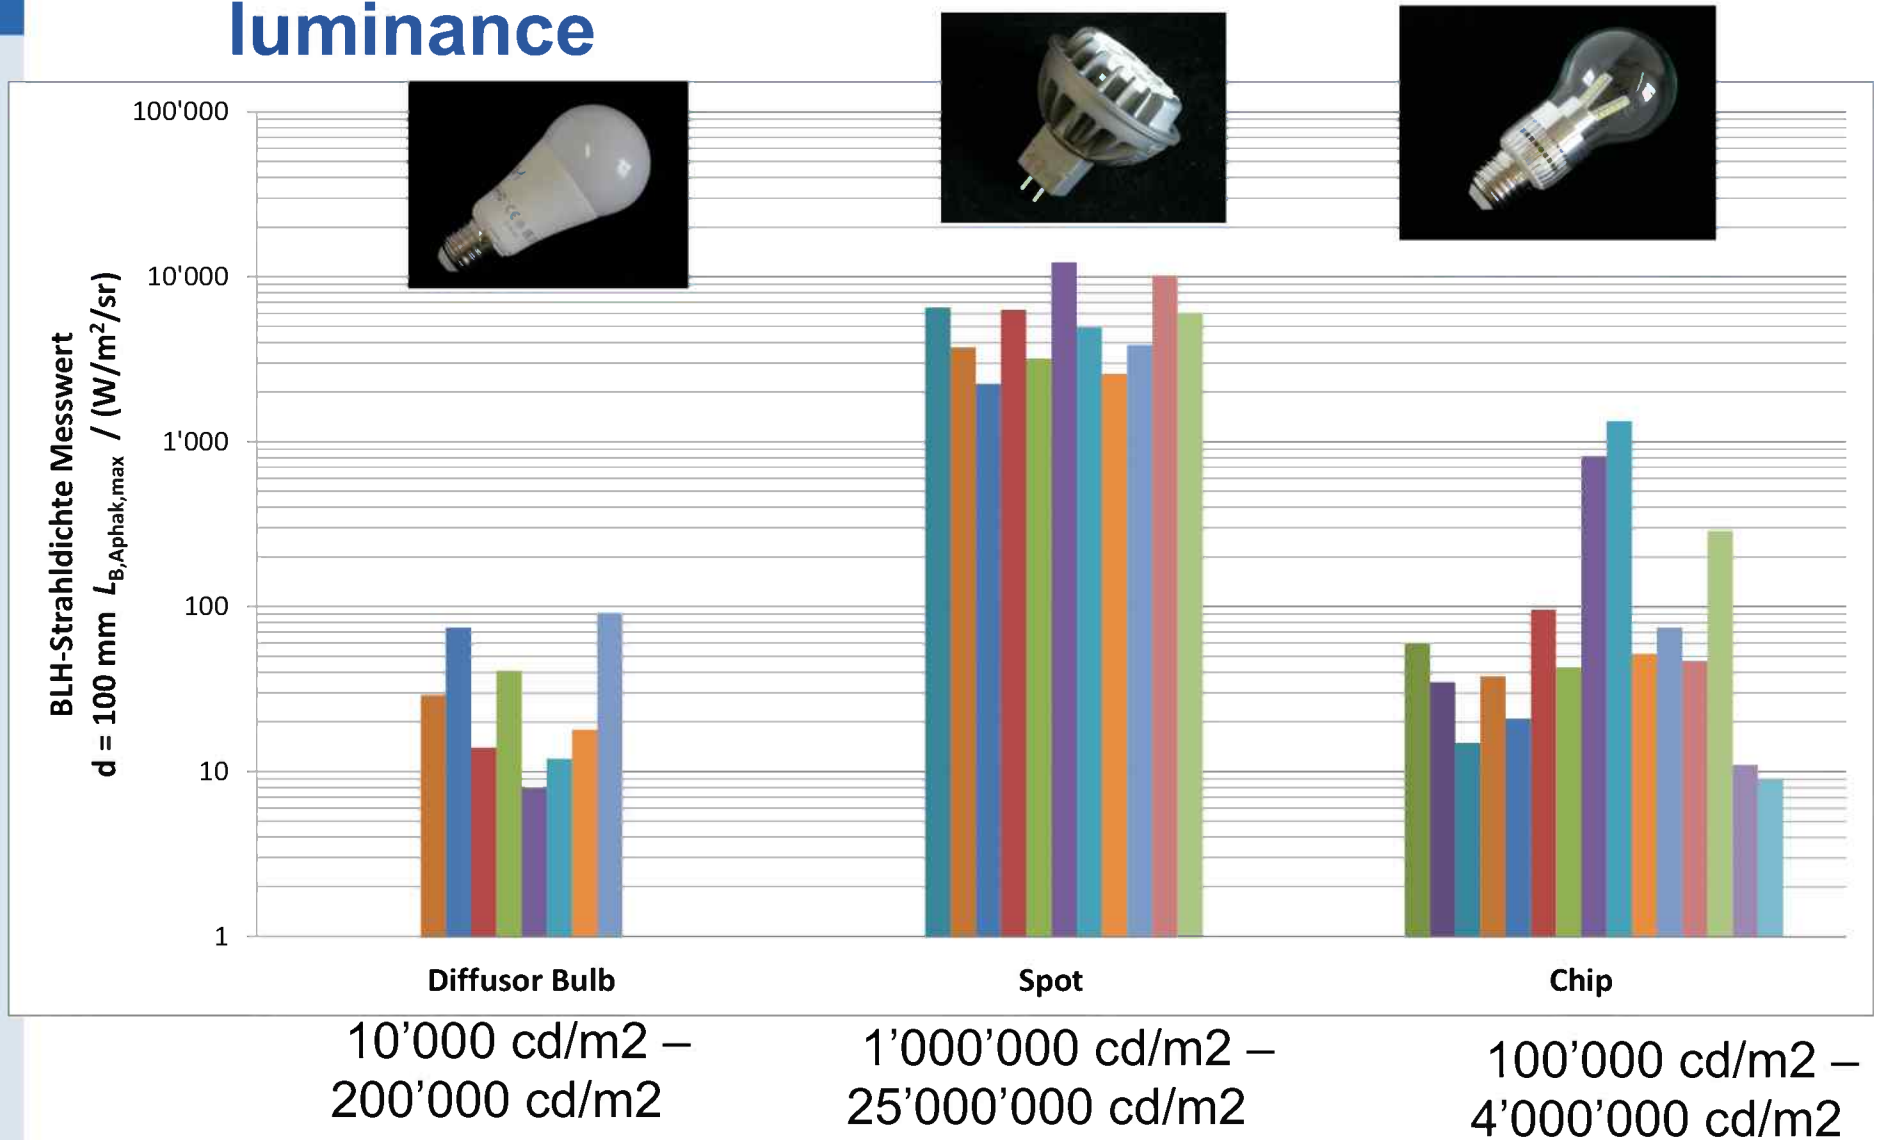 luminance
100'000
10'000
1'000
100
10
1
BLH-Strahldichte Messwert
d = 100 mm L_B,Aphak,max / (W/m²/sr)
Diffusor Bulb
Spot
Chip
10’000 cd/m2 –
200’000 cd/m2
1’000’000 cd/m2 –
25’000’000 cd/m2
100’000 cd/m2 –
4’000’000 cd/m2